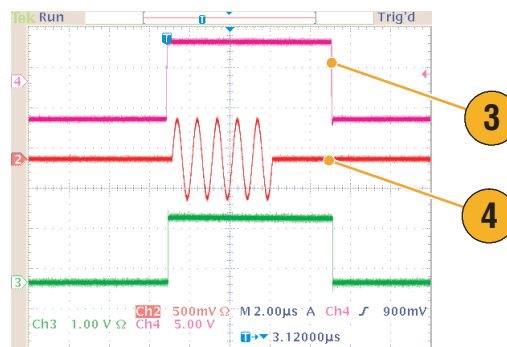 Tek Run Trig'd
T
T
4
3
2
4
3
Ch2 500mV Ω M 2.00µs A Ch4 ʃ 900mV
Ch3 1.00 V Ω Ch4 5.00 V
T→▼ 3.12000µs